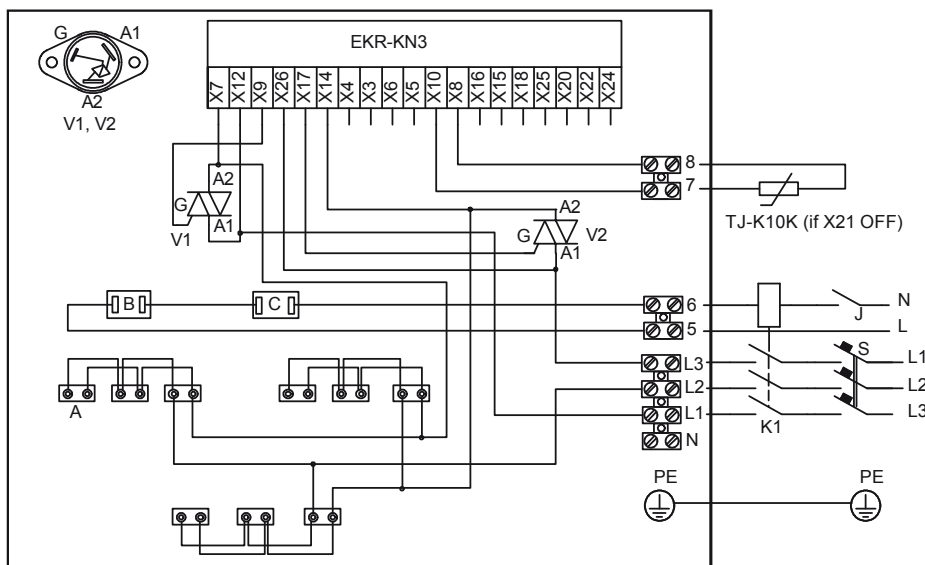 G A1
A2
V1, V2
EKR-KN3
X7 X12 X9 X26 X17 X14 X4 X3 X6 X5 X10 X8 X16 X15 X18 X25 X20 X22 X24
8
7
TJ-K10K (if X21 OFF)
A2
G
A1
V1
A2
G V2
A1
B C 6 J N
5 L
L3 S L1
L2 L2
A L1 K1 L3
N
PE PE